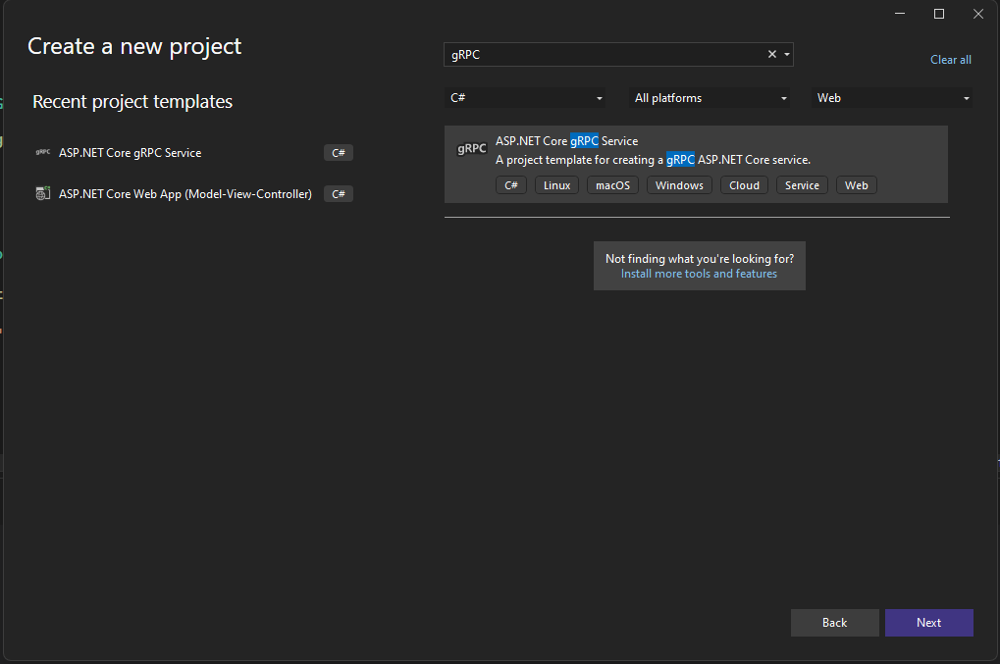 Create a new project
gRPC
Clear all
Recent project templates
C#
All platforms
Web
gRPC
ASP.NET Core gRPC Service
C#
ASP.NET Core Web App (Model-View-Controller)
C#
gRPC
ASP.NET Core gRPC Service
A project template for creating a gRPC ASP.NET Core service.
C#
Linux
macOS
Windows
Cloud
Service
Web
Not finding what you're looking for?
Install more tools and features
Back
Next